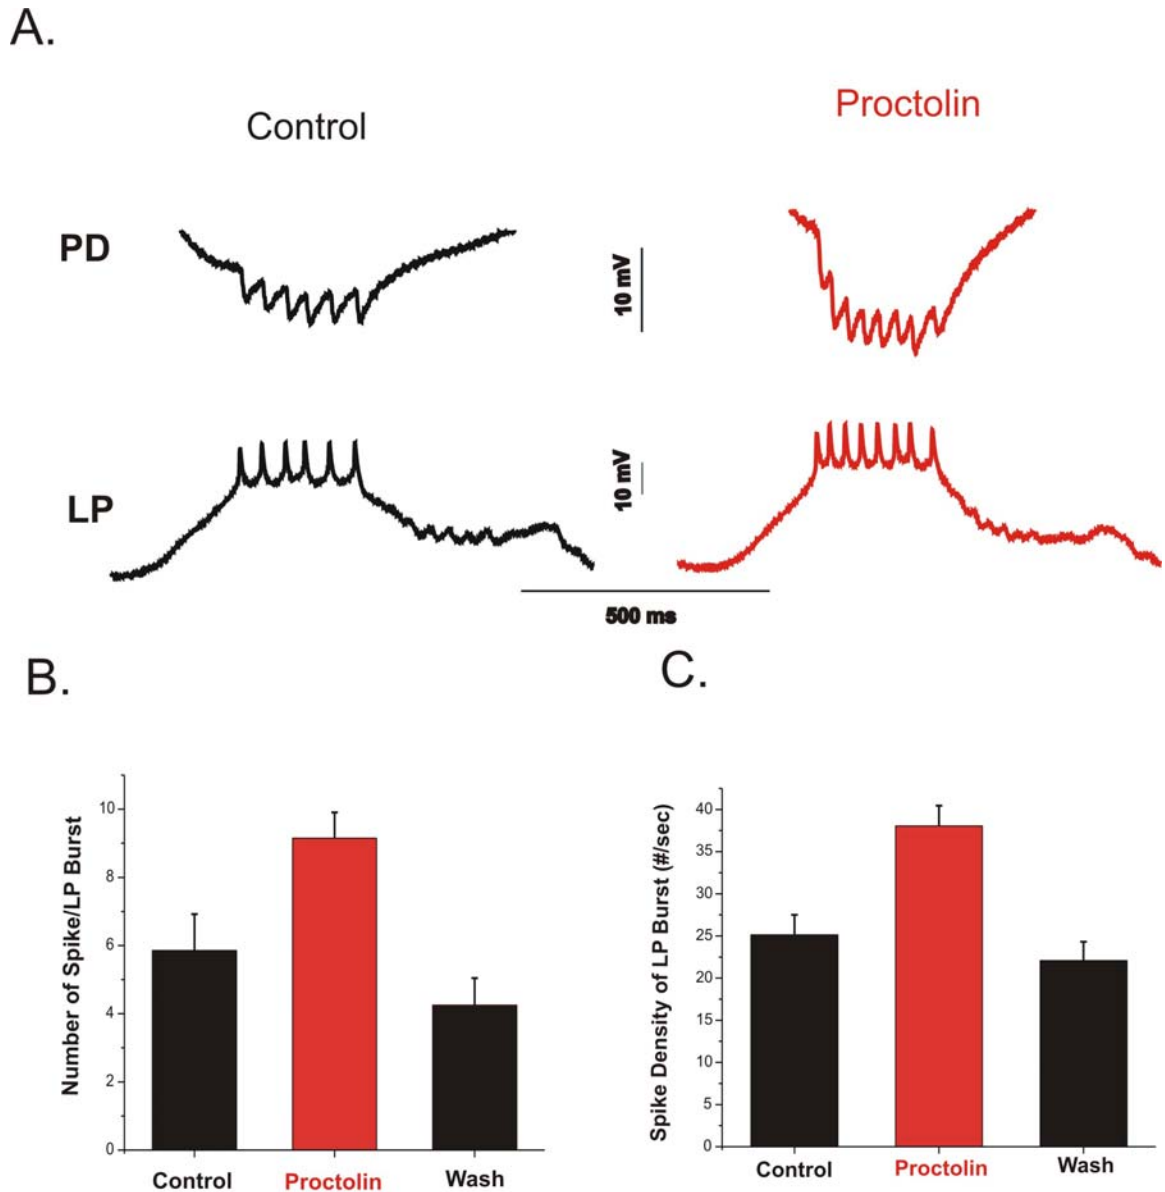 A.
Control
Proctolin
PD
10 mV
LP
10 mV
500 ms
B.
C.
Number of Spike/LP Burst
10
8
6
4
2
0
Control
Proctolin
Wash
Spike Density of LP Burst (#/sec)
40
35
30
25
20
15
10
5
0
Control
Proctolin
Wash